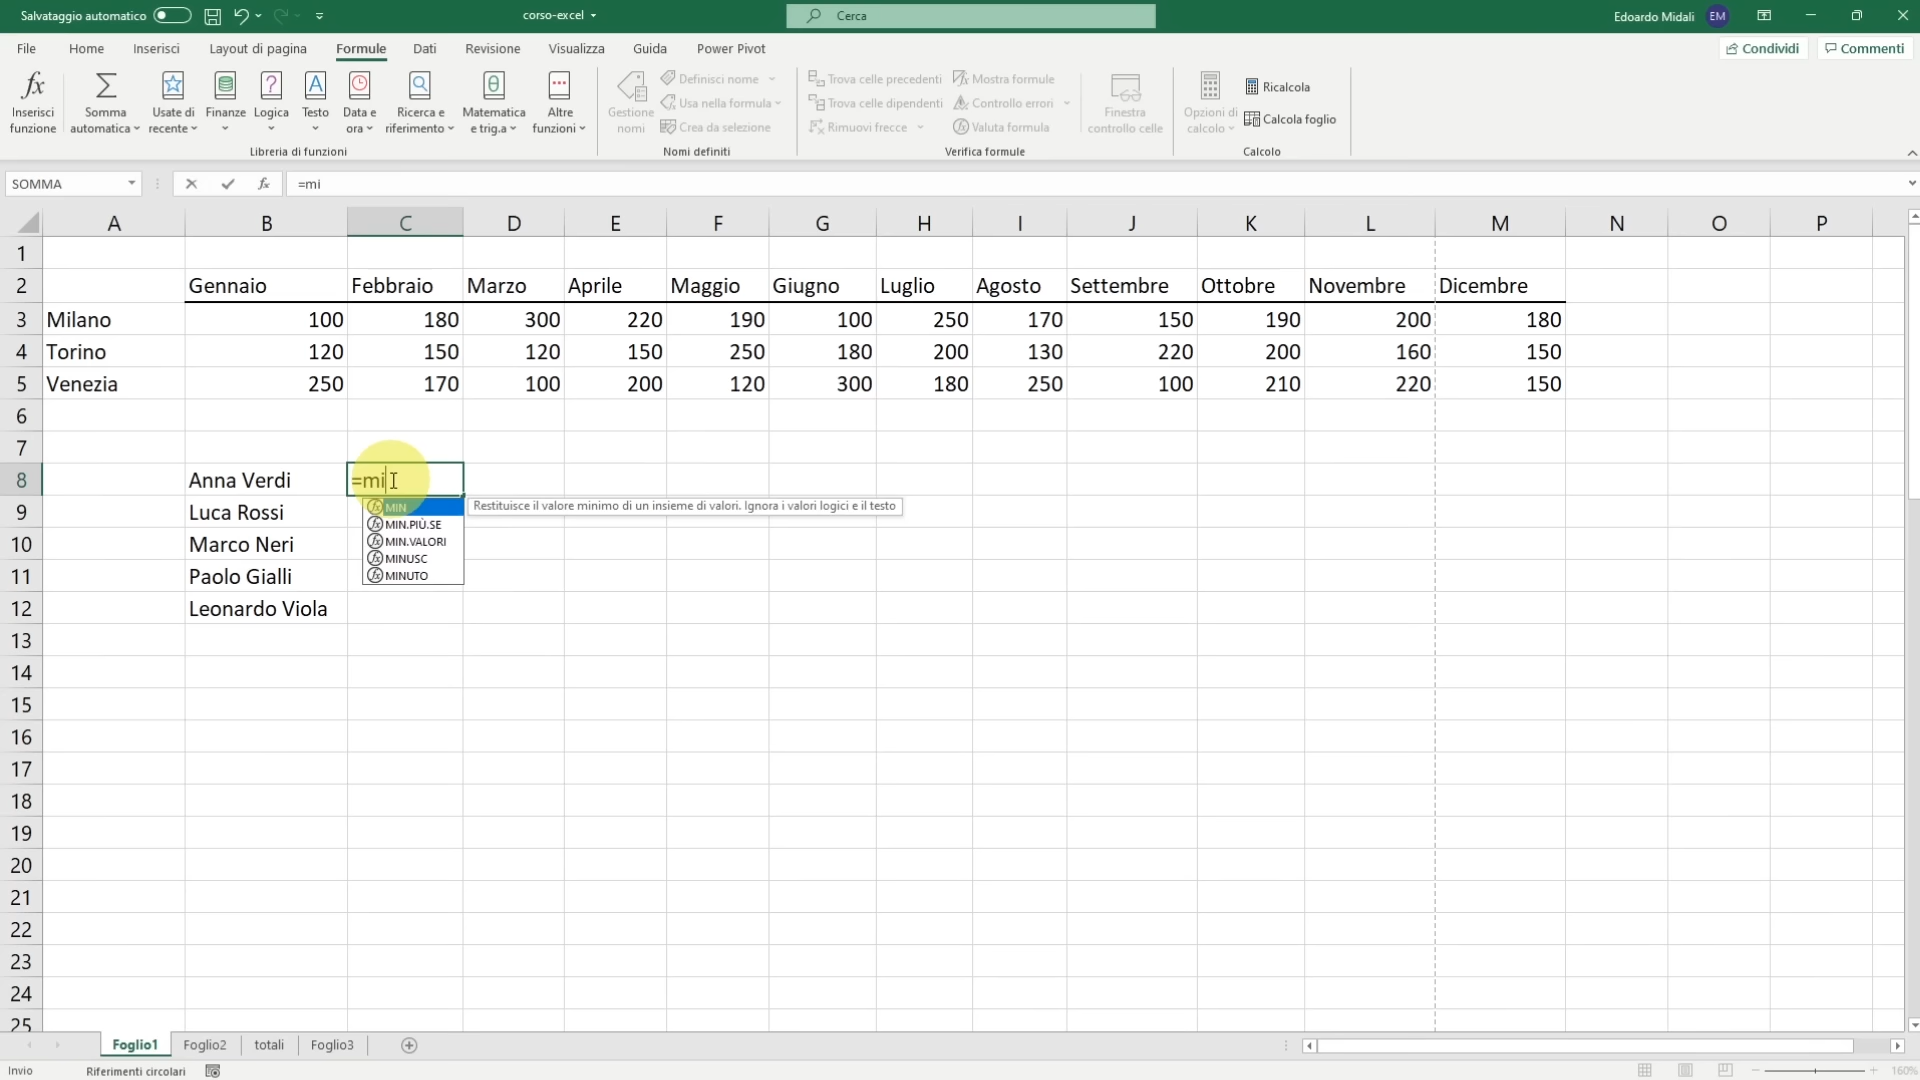 Salvataggio automatico
corso-excel
Cerca
Edoardo Midali
EM
File
Home
Inserisci
Layout di pagina
Formule
Dati
Revisione
Visualizza
Guida
Power Pivot
Condividi
Commenti
Inserisci funzione
Somma automatica
Usate di recente
Finanze
Logica
Testo
Data e ora
Ricerca e riferimento
Matematica e trig.a
Altre funzioni
Libreria di funzioni
Gestione nomi
Definisci nome
Usa nella formula
Crea da selezione
Nomi definiti
Trova celle precedenti
Trova celle dipendenti
Rimuovi frecce
Mostra formule
Controllo errori
Valuta formula
Verifica formule
Finestra controllo celle
Opzioni di calcolo
Ricalcola
Calcola foglio
Calcolo
SOMMA
fx
=mi
A B C D E F G H I J K L M N O P
1
2 Gennaio Febbraio Marzo Aprile Maggio Giugno Luglio Agosto Settembre Ottobre Novembre Dicembre
3 Milano 100 180 300 220 190 100 250 170 150 190 200 180
4 Torino 120 150 120 150 250 180 200 130 220 200 160 150
5 Venezia 250 170 100 200 120 300 180 250 100 210 220 150
6
7
8 Anna Verdi =mi
MIN Restituisce il valore minimo di un insieme di valori. Ignora i valori logici e il testo
9 Luca Rossi
MIN.PIÙ.SE
MIN.VALORI
10 Marco Neri
MINUSC
11 Paolo Gialli
MINUTO
12 Leonardo Viola
13
14
15
16
17
18
19
20
21
22
23
24
25
Foglio1
Foglio2
totali
Foglio3
Invio
Riferimenti circolari
160%